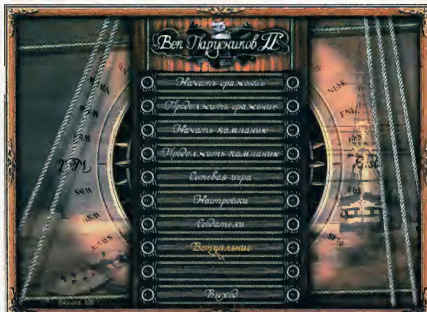 Век Парусников II
Начать сражение
Продолжить сражение
Начать кампанию
Продолжить кампанию
Сетевая игра
Настройки
Создатели
Вступление
Выход